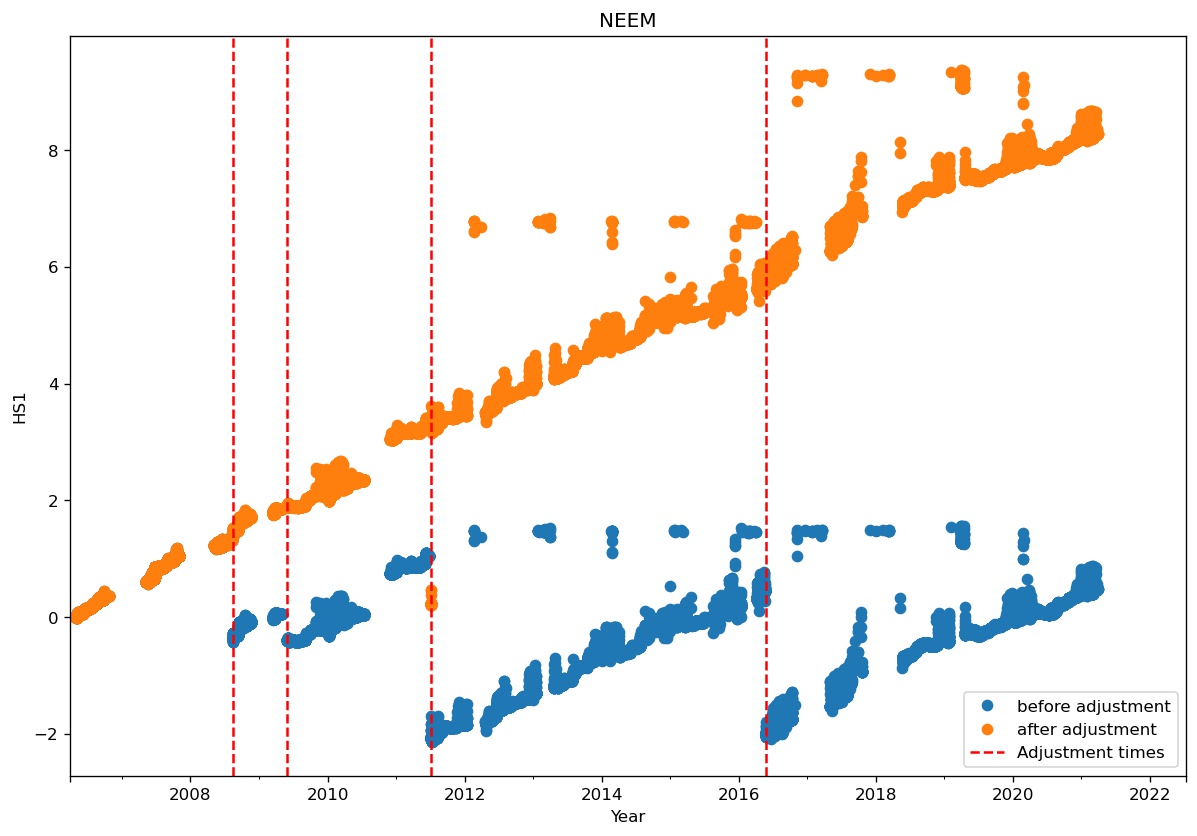 NEEM
HS1
8
6
4
2
0
−2
before adjustment
after adjustment
Adjustment times
2008 2010 2012 2014 2016 2018 2020 2022
Year